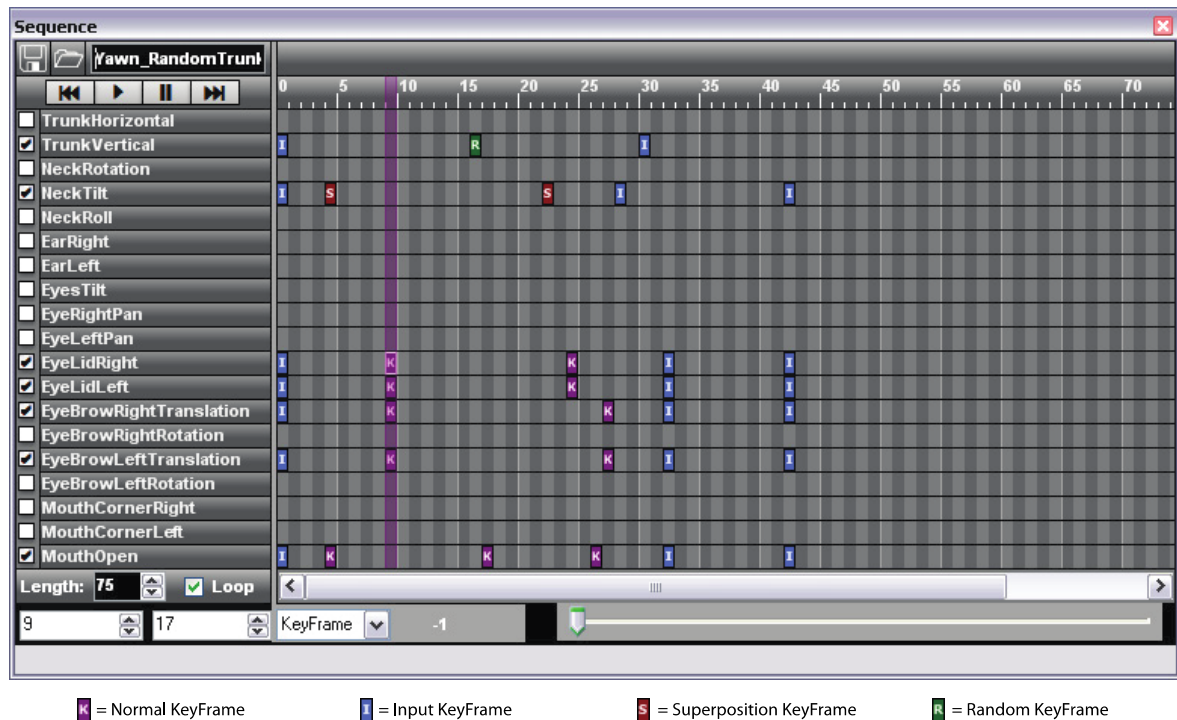 Sequence
Yawn_RandomTrunk
0 5 10 15 20 25 30 35 40 45 50 55 60 65 70
TrunkHorizontal
TrunkVertical I R I
NeckRotation
NeckTilt I S S I I
NeckRoll
EarRight
EarLeft
EyesTilt
EyeRightPan
EyeLeftPan
EyeLidRight I K K I I
EyeLidLeft I K K I I
EyeBrowRightTranslation I K K I I
EyeBrowRightRotation
EyeBrowLeftTranslation I K K I I
EyeBrowLeftRotation
MouthCornerRight
MouthCornerLeft
MouthOpen I K K K I I
Length: 75 Loop
9 17 KeyFrame -1
K = Normal KeyFrame I = Input KeyFrame S = Superposition KeyFrame R = Random KeyFrame